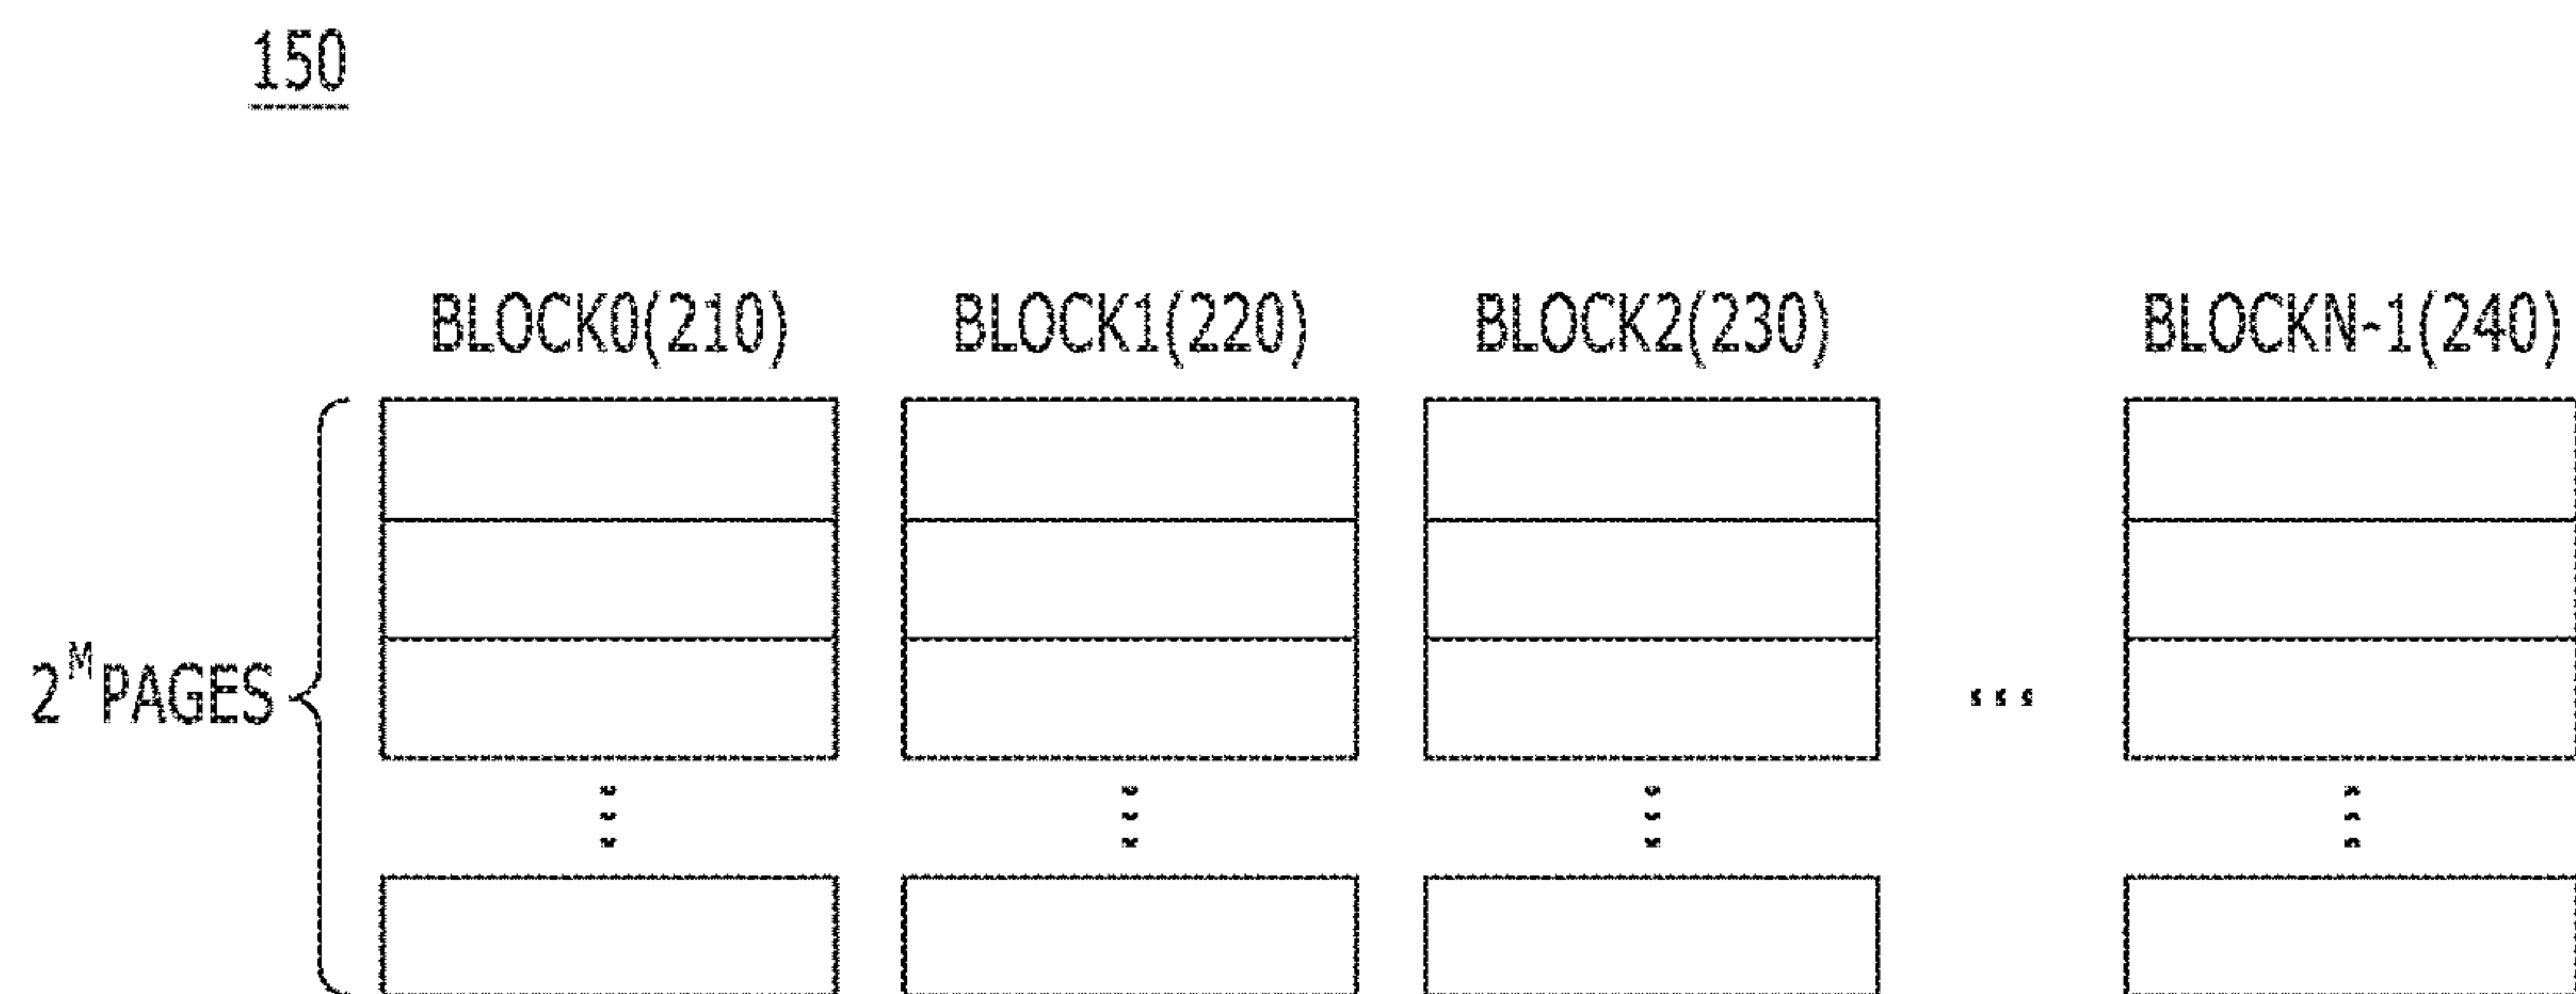 150
BLOCK0(210) BLOCK1(220) BLOCK2(230) BLOCKN-1(240)
2^M PAGES
...